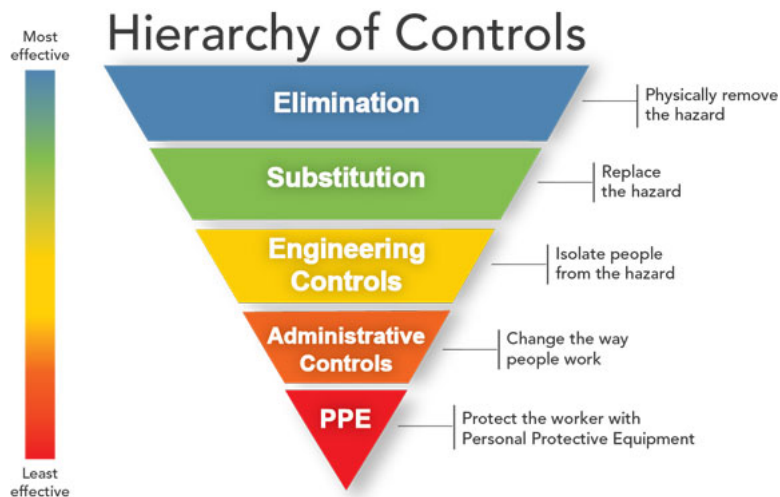 Hierarchy of Controls
Most
effective
Elimination
Physically remove
the hazard
Substitution
Replace
the hazard
Engineering
Controls
Isolate people
from the hazard
Administrative
Controls
Change the way
people work
PPE
Protect the worker with
Personal Protective Equipment
Least
effective